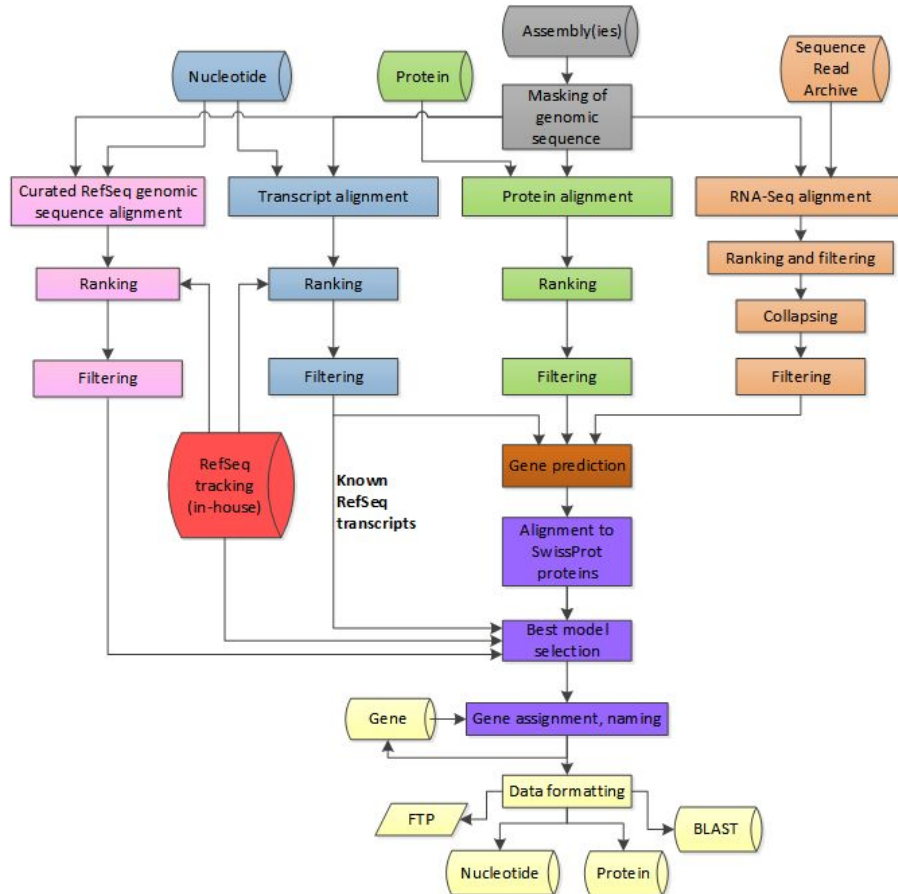 Assembly(ies)
Nucleotide
Protein
Sequence
Read
Archive
Masking of
genomic
sequence
Curated RefSeq genomic
sequence alignment
Transcript alignment
Protein alignment
RNA-Seq alignment
Ranking
Ranking
Ranking
Ranking and filtering
Collapsing
Filtering
Filtering
Filtering
Filtering
RefSeq
tracking
(in-house)
Known
RefSeq
transcripts
Gene prediction
Alignment to
SwissProt
proteins
Best model
selection
Gene
Gene assignment, naming
Data formatting
FTP
BLAST
Nucleotide
Protein